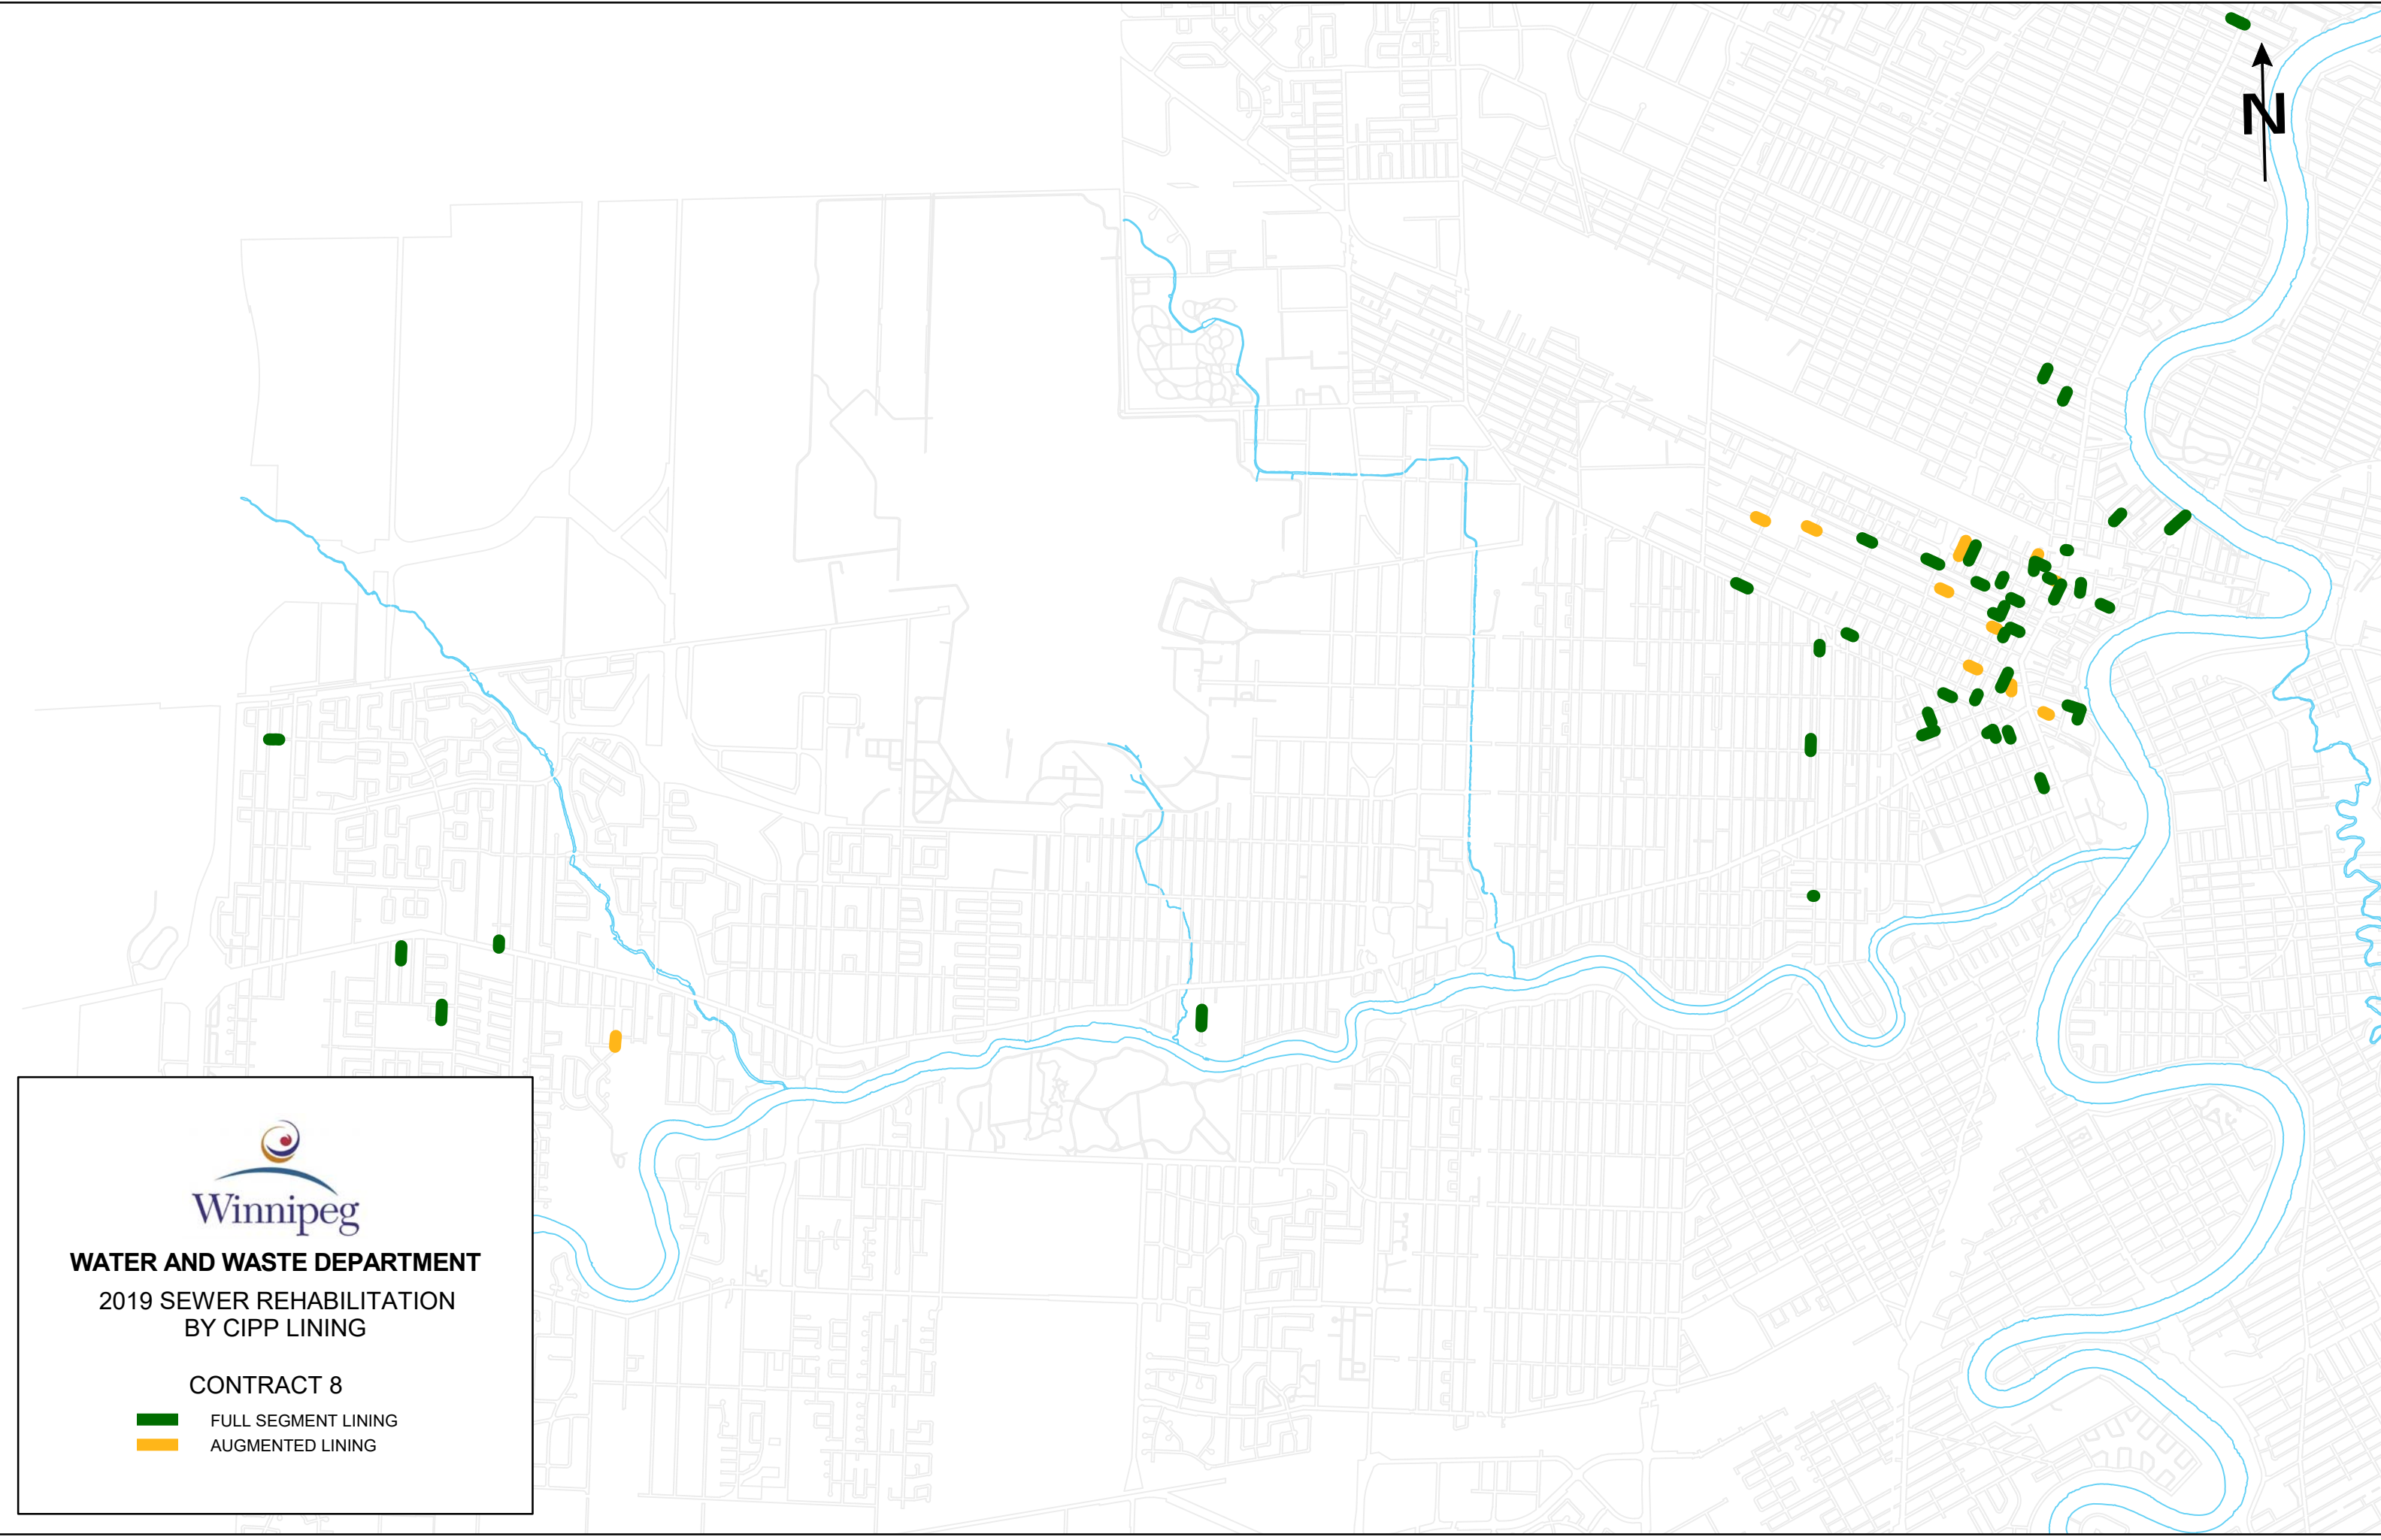 N
Winnipeg
WATER AND WASTE DEPARTMENT
2019 SEWER REHABILITATION
BY CIPP LINING
CONTRACT 8
FULL SEGMENT LINING
AUGMENTED LINING